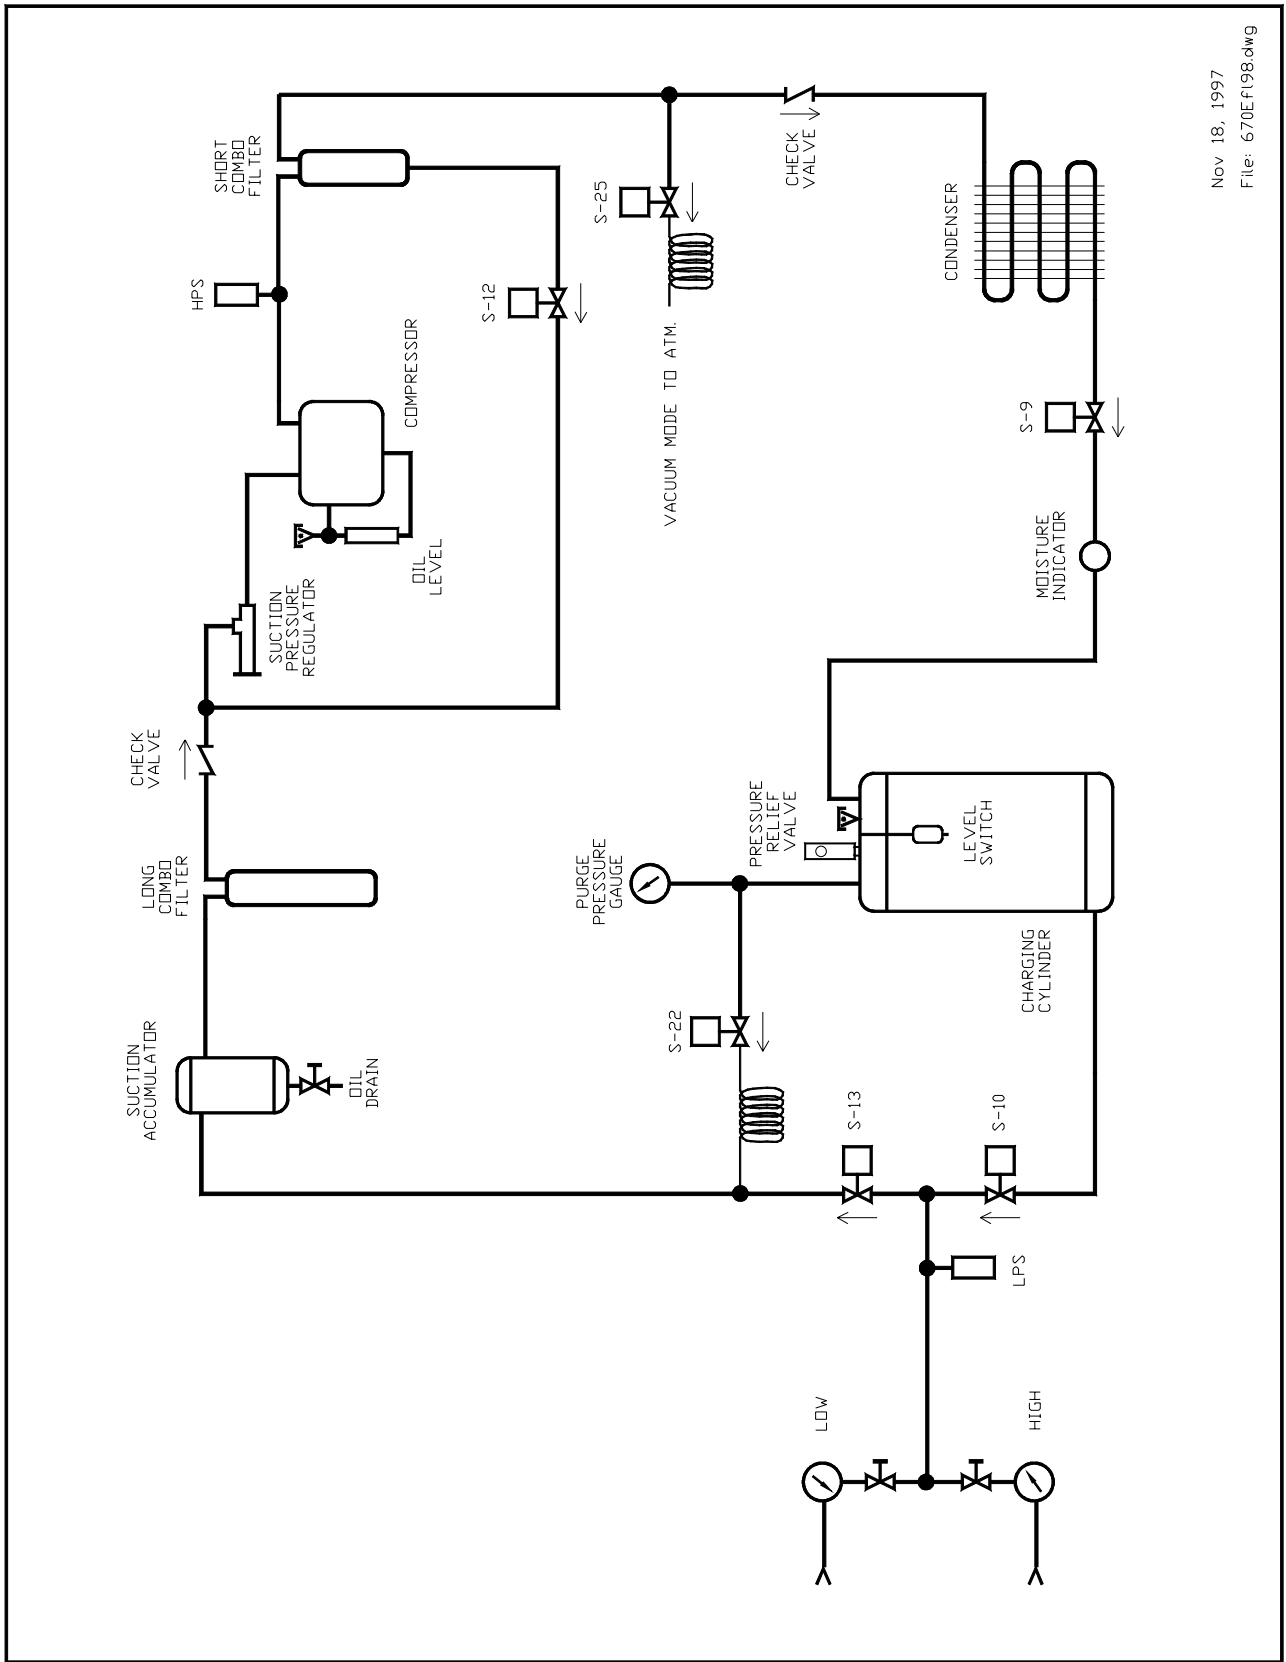 SUCTION
ACCUMULATOR
OIL
DRAIN
LONG
COMBO
FILTER
CHECK
VALVE
SUCTION
PRESSURE
REGULATOR
OIL
LEVEL
COMPRESSOR
HPS
SHORT
COMBO
FILTER
S-12
S-25
VACUUM MODE TO ATM.
CHECK
VALVE
CONDENSER
S-9
MOISTURE
INDICATOR
PURGE
PRESSURE
GAUGE
PRESSURE
RELIEF
VALVE
LEVEL
SWITCH
CHARGING
CYLINDER
S-22
S-13
S-10
LPS
LOW
HIGH
Nov 18, 1997
File: 670Efl98.dwg